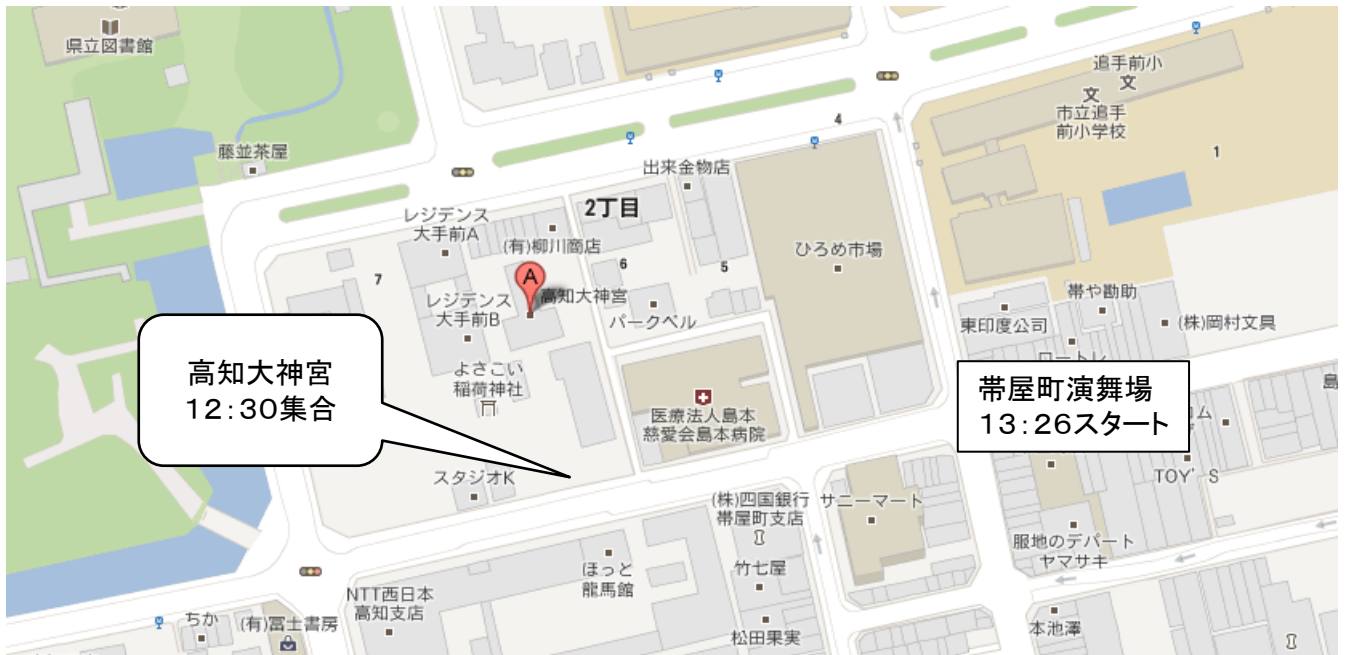 県立図書館
藤並茶屋
追手前小
文
文
市立追手
前小学校
1
4
出来金物店
2丁目
レジデンス
大手前A
(有)柳川商店
ひろめ市場
7
6
5
A
高知大神宮
レジデンス
大手前B
パークベル
帯や勘助
東印度公司
(株)岡村文具
高知大神宮
12:30集合
よさこい
稲荷神社
医療法人島本
慈愛会島本病院
帯屋町演舞場
13:26スタート
島
スタジオK
TOY'S
(株)四国銀行
帯屋町支店
サニーマート
服地のデパート
ヤマサキ
ほっと
龍馬館
竹七屋
NTT西日本
高知支店
ちか
(有)冨士書房
松田果実
本池澤